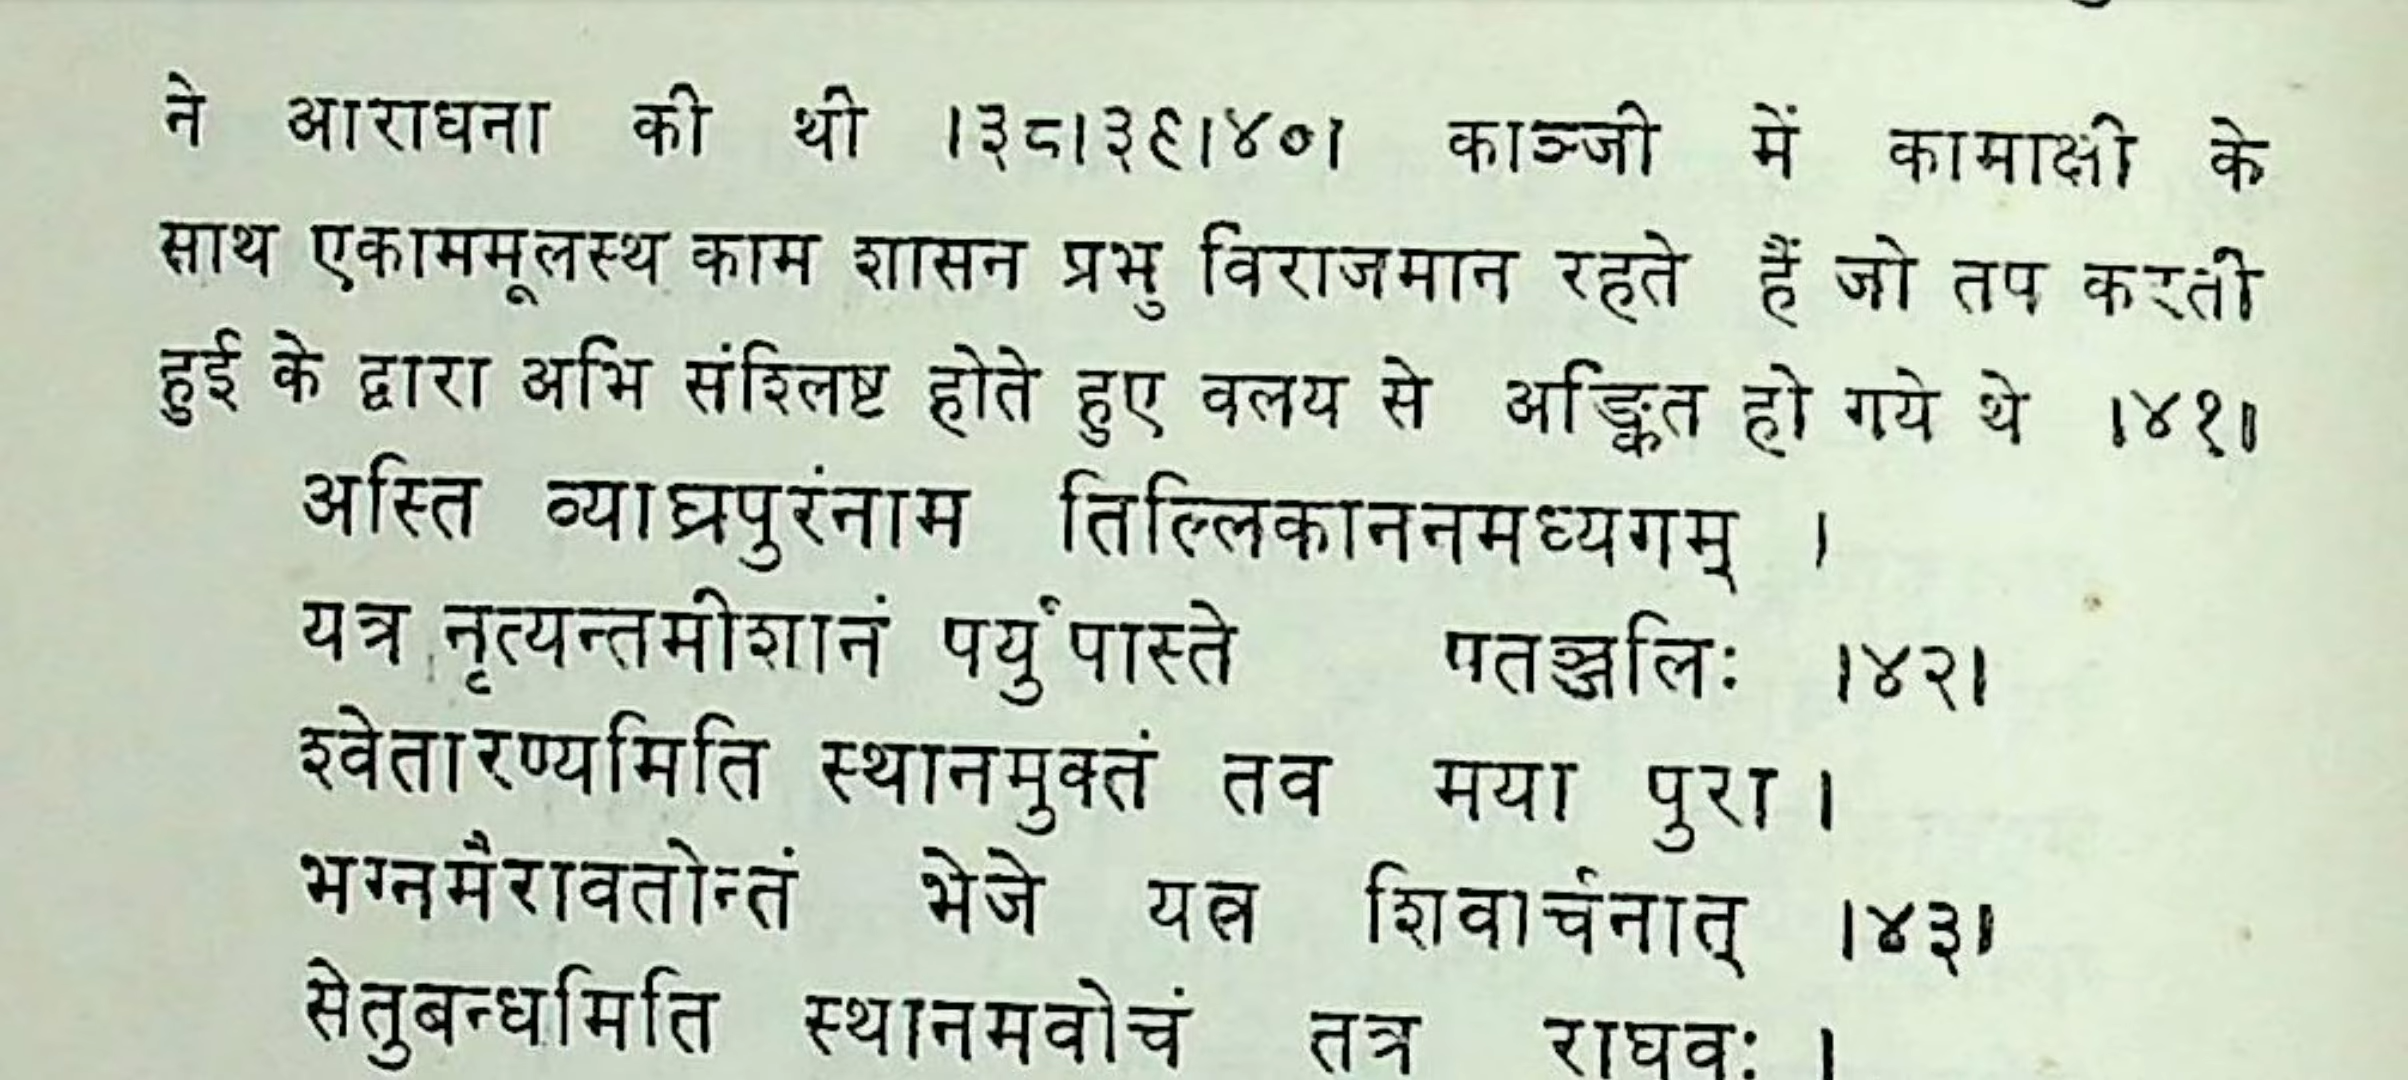 ने आराधना की थी ।३८।३९।४०। काञ्जी में कामाक्षी के
साथ एकाममूलस्थ काम शासन प्रभु विराजमान रहते हैं जो तप करती
हुई के द्वारा अभि संश्लिष्ट होते हुए वलय से अङ्कित हो गये थे ।४१।
अस्ति व्याघ्रपुरंनाम तिल्लिकाननमध्यगम् ।
यत्र नृत्यन्तमीशानं पर्युपास्ते पतञ्जलिः ।४२।
श्वेतारण्यमिति स्थानमुक्तं तव मया पुरा ।
भग्नमैरावतोन्तं भेजे यत्न शिवार्चनात् ।४३।
सेतुबन्धमिति स्थानमवोचं तत्र राघवः ।